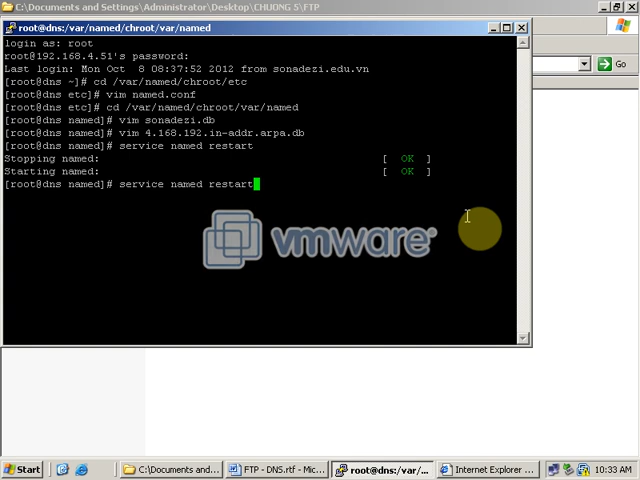 C:\Documents and Settings\Administrator\Desktop\CHUONG 5\FTP
root@dns:/var/named/chroot/var/named
Go
login as: root
root@192.168.4.51's password:
Last login: Mon Oct  8 08:37:52 2012 from sonadezi.edu.vn
[root@dns ~]# cd /var/named/chroot/etc
[root@dns etc]# vim named.conf
[root@dns etc]# cd /var/named/chroot/var/named
[root@dns named]# vim sonadezi.db
[root@dns named]# vim 4.168.192.in-addr.arpa.db
[root@dns named]# service named restart
Stopping named: [ OK ]
Starting named: [ OK ]
[root@dns named]# service named restart
vmware
Start
C:\Documents and...
FTP - DNS.rtf - Mic...
root@dns:/var/...
Internet Explorer ...
10:33 AM